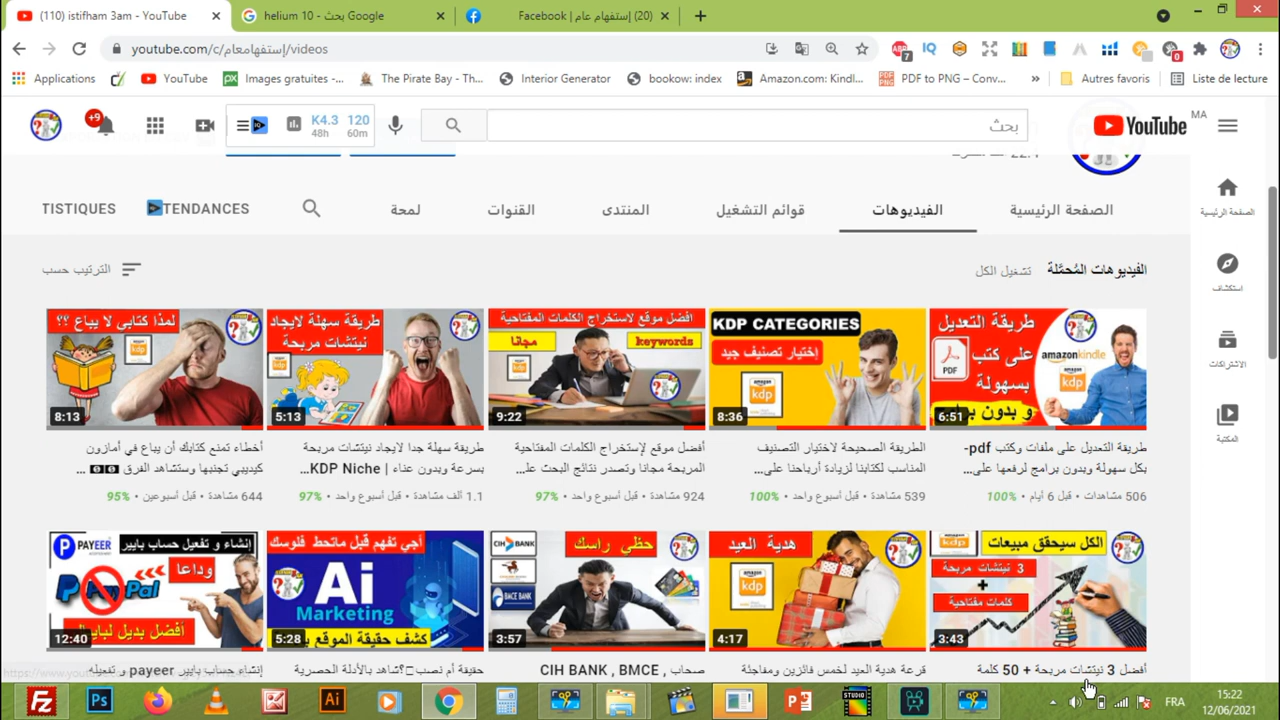 (110) istifham 3am - YouTube
helium 10 - بحث Google
(20) إستفهام عام | Facebook
youtube.com/c/إستفهامعام/videos
Applications
YouTube
Images gratuites -...
The Pirate Bay - Th...
Interior Generator
bookow: index
Amazon.com: Kindl...
PDF to PNG – Conv...
»
Autres favoris
Liste de lecture
+9
K4.3 120
48h 60m
بحث
YouTube MA
الصفحة الرئيسية
الفيديوهات
قوائم التشغيل
المنتدى
القنوات
لمحة
TENDANCES
TISTIQUES
الصفحة الرئيسية
استكشاف
الاشتراكات
المكتبة
الفيديوهات المُحمَّلة
تشغيل الكل
الترتيب حسب
طريقة التعديل
على كتب
بسهولة
PDF
amazonkindle
amazon
kdp
6:51
طريقة التعديل على ملفات وكتب pdf-
بكل سهولة وبدون برامج لرفعها على...
506 مشاهدات • قبل 6 أيام • 100%
KDP CATEGORIES
إختيار تصنيف جيد
amazon
kdp
8:36
الطريقة الصحيحة لاختيار التصنيف
المناسب لكتابنا لزيادة أرباحنا على...
539 مشاهدة • قبل أسبوع واحد • 100%
افضل موقع لاستخراج الكلمات المفتاحية
مجانا
keywords
9:22
أفضل موقع لإستخراج الكلمات المفتاحية
المربحة مجانا وتصدر نتائج البحث علـ...
924 مشاهدة • قبل أسبوع واحد • 97%
طريقة سهلة لايجاد
نيتشات مربحة
5:13
طريقة سهلة جدا لايجاد نيتشات مربحة
بسرعة وبدون عناء | KDP Niche...
1.1 ألف مشاهدة • قبل أسبوع واحد • 97%
لمذا كتابي لا يباع ؟؟
8:13
أخطاء تمنع كتابك أن يباع في أمازون
كيديبي تجنبها وستشاهد الفرق ...
644 مشاهدة • قبل أسبوعين • 95%
الكل سيحقق مبيعات
3 نيتشات مربحة
+
كلمات مفتاحية
3:43
أفضل 3 نيتشات مربحة + 50 كلمة
هدية العيد
amazon
kdp
4:17
قرعة هدية العيد لخمس فائزين ومفاجئة
حظي راسك
CIH BANK
BMCE BANK
3:57
صحاب CIH BANK , BMCE ,
أجي تفهم قبل ماتحط فلوسك
Ai
Marketing
كشف حقيقة الموقع
5:28
حقيقة أم نصب؟شاهد بالأدلة الحصرية
PAYEER
إنشاء و تفعيل حساب بايير
وداعا
PayPal
أفضل بديل لباي
12:40
إنشاء حساب بايير payeer وتفعيله
FRA
15:22
12/06/2021